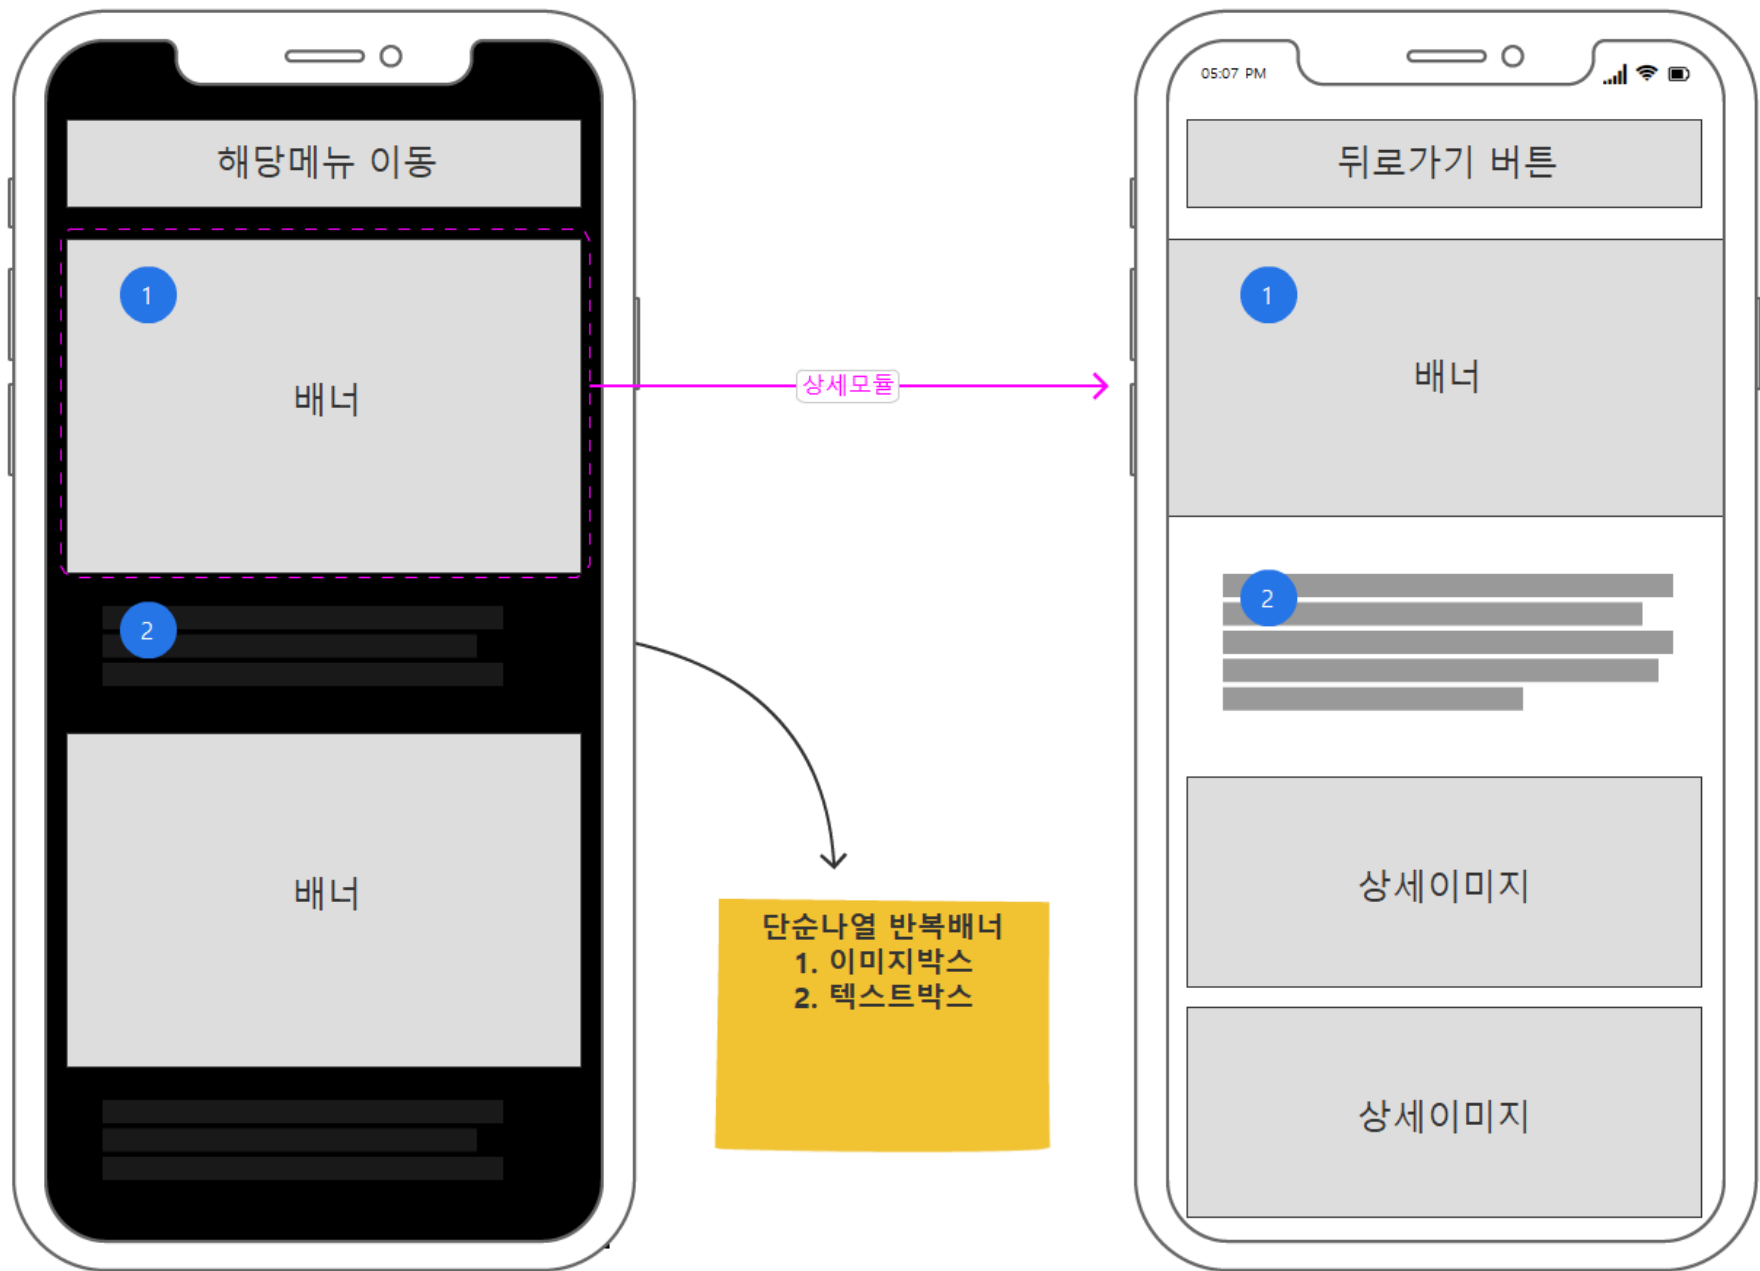 해당메뉴 이동
1
배너
2
배너
상세모듈
단순나열 반복배너
1. 이미지박스
2. 텍스트박스
05:07 PM
뒤로가기 버튼
1
배너
2
상세이미지
상세이미지